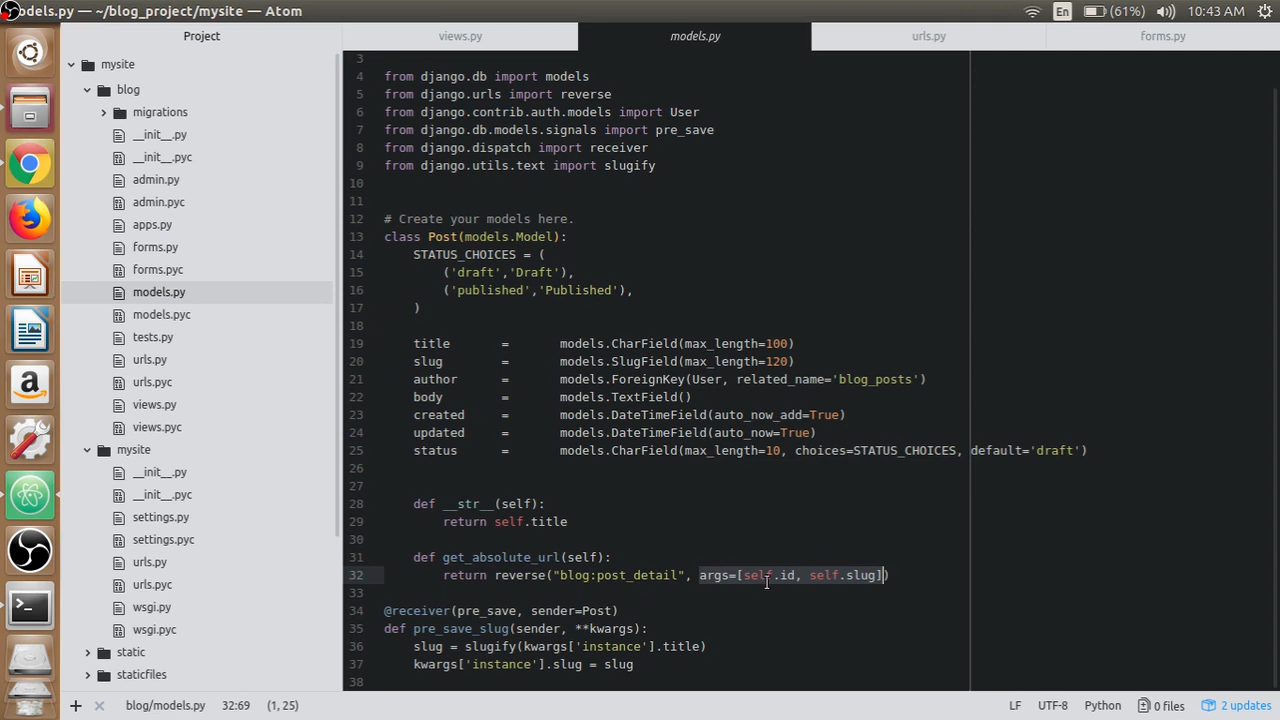 odels.py — ~/blog_project/mysite — Atom
En
(61%)
10:43 AM
Project
views.py
models.py
urls.py
forms.py
mysite
blog
migrations
__init__.py
__init__.pyc
admin.py
admin.pyc
apps.py
forms.py
forms.pyc
models.py
models.pyc
tests.py
urls.py
urls.pyc
views.py
views.pyc
mysite
__init__.py
__init__.pyc
settings.py
settings.pyc
urls.py
urls.pyc
wsgi.py
wsgi.pyc
static
staticfiles
3
4 from django.db import models
5 from django.urls import reverse
6 from django.contrib.auth.models import User
7 from django.db.models.signals import pre_save
8 from django.dispatch import receiver
9 from django.utils.text import slugify
10
11
12 # Create your models here.
13 class Post(models.Model):
14 STATUS_CHOICES = (
15 ('draft','Draft'),
16 ('published','Published'),
17 )
18
19 title = models.CharField(max_length=100)
20 slug = models.SlugField(max_length=120)
21 author = models.ForeignKey(User, related_name='blog_posts')
22 body = models.TextField()
23 created = models.DateTimeField(auto_now_add=True)
24 updated = models.DateTimeField(auto_now=True)
25 status = models.CharField(max_length=10, choices=STATUS_CHOICES, default='draft')
26
27
28 def __str__(self):
29 return self.title
30
31 def get_absolute_url(self):
32 return reverse("blog:post_detail", args=[self.id, self.slug])
33
34 @receiver(pre_save, sender=Post)
35 def pre_save_slug(sender, **kwargs):
36 slug = slugify(kwargs['instance'].title)
37 kwargs['instance'].slug = slug
38
blog/models.py 32:69 (1, 25)
LF UTF-8 Python 0 files 2 updates